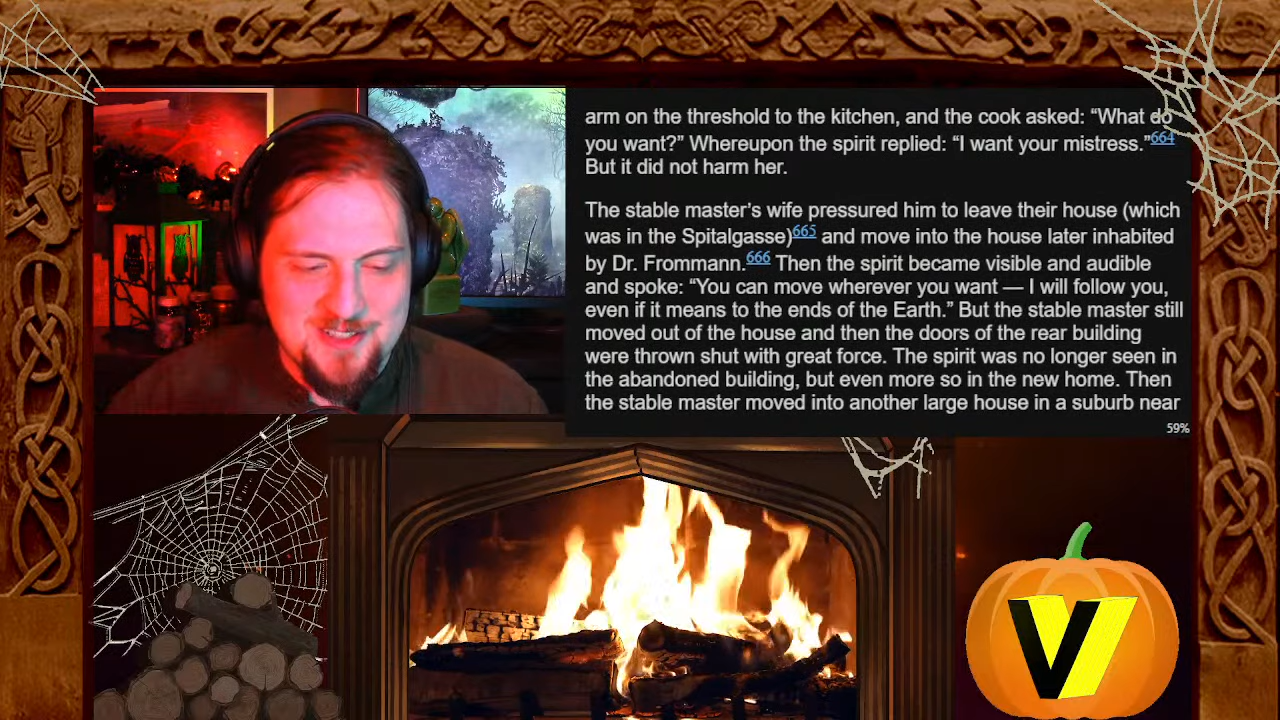 arm on the threshold to the kitchen, and the cook asked: “What do
you want?” Whereupon the spirit replied: “I want your mistress.”664
But it did not harm her.
The stable master’s wife pressured him to leave their house (which
was in the Spitalgasse)665 and move into the house later inhabited
by Dr. Frommann.666 Then the spirit became visible and audible
and spoke: “You can move wherever you want — I will follow you,
even if it means to the ends of the Earth.” But the stable master still
moved out of the house and then the doors of the rear building
were thrown shut with great force. The spirit was no longer seen in
the abandoned building, but even more so in the new home. Then
the stable master moved into another large house in a suburb near
59%
V